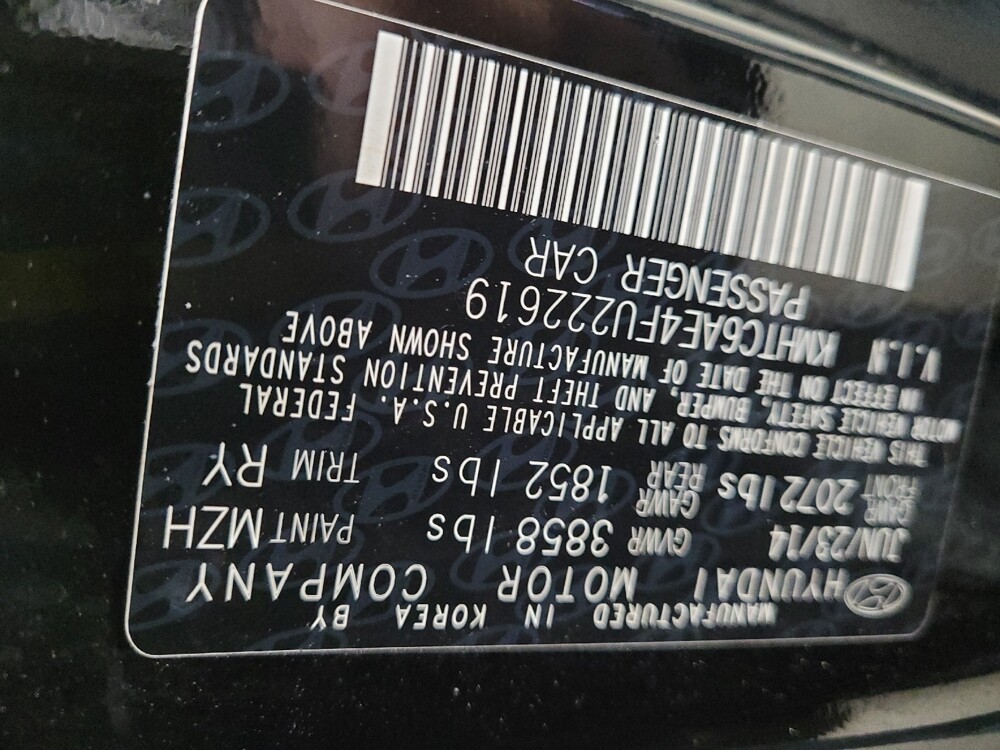 MANUFACTURED IN KOREA BY
HYUNDAI MOTOR COMPANY
JUN/23/14 GVWR 3858 lbs PAINT MZH
GAWR FRONT 2072 lbs GAWR REAR 1852 lbs TRIM RY
THIS VEHICLE CONFORMS TO ALL APPLICABLE U.S.A. FEDERAL
MOTOR VEHICLE SAFETY, BUMPER, AND THEFT PREVENTION STANDARDS
IN EFFECT ON THE DATE OF MANUFACTURE SHOWN ABOVE
V.I.N KMHTC6AE4FU222619
PASSENGER CAR